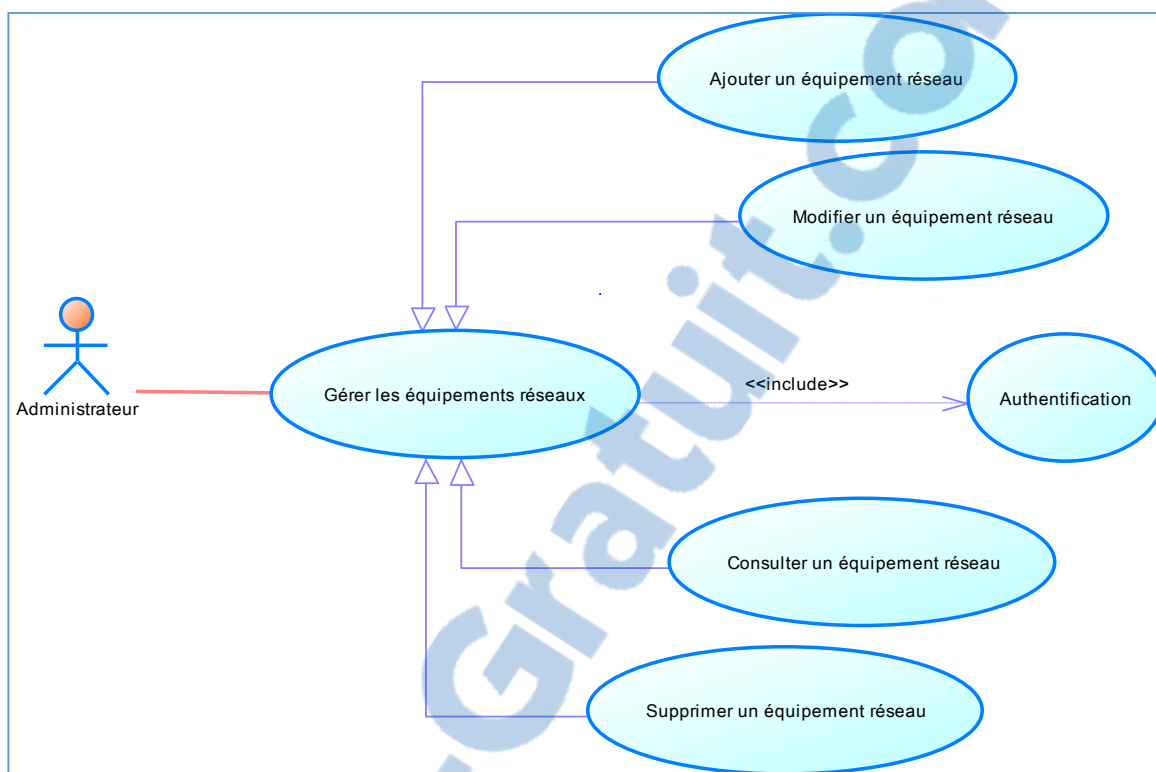 Ajouter un équipement réseau
Modifier un équipement réseau
Administrateur
Gérer les équipements réseaux
<<include>>
Authentification
Consulter un équipement réseau
Supprimer un équipement réseau